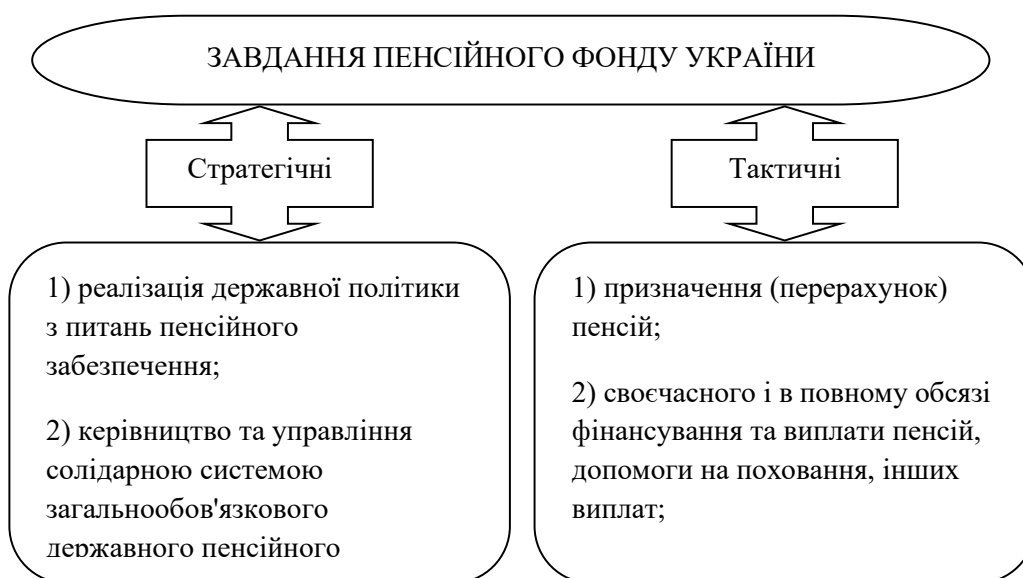 ЗАВДАННЯ ПЕНСІЙНОГО ФОНДУ УКРАЇНИ
Стратегічні
Тактичні
1) реалізація державної політики
з питань пенсійного
забезпечення;
2) керівництво та управління
солідарною системою
загальнообов'язкового
державного пенсійного
1) призначення (перерахунок)
пенсій;
2) своєчасного і в повному обсязі
фінансування та виплати пенсій,
допомоги на поховання, інших
виплат;